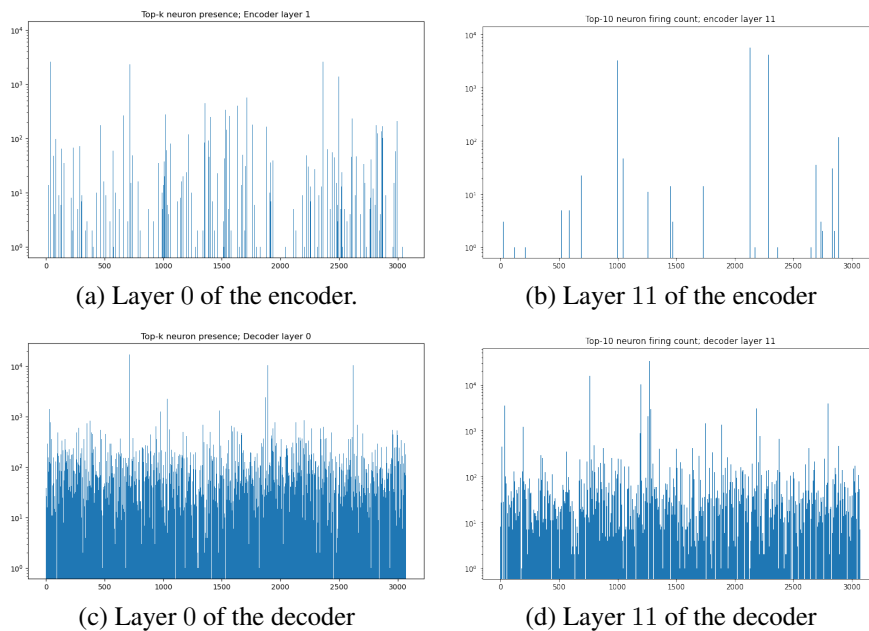 Top-k neuron presence; Encoder layer 1
10⁴
10³
10²
10¹
10⁰
0 500 1000 1500 2000 2500 3000
(a) Layer 0 of the encoder.
Top-10 neuron firing count; encoder layer 11
10⁴
10³
10²
10¹
10⁰
0 500 1000 1500 2000 2500 3000
(b) Layer 11 of the encoder
Top-k neuron presence; Decoder layer 0
10⁴
10³
10²
10¹
10⁰
0 500 1000 1500 2000 2500 3000
(c) Layer 0 of the decoder
Top-10 neuron firing count; decoder layer 11
10⁴
10³
10²
10¹
10⁰
0 500 1000 1500 2000 2500 3000
(d) Layer 11 of the decoder